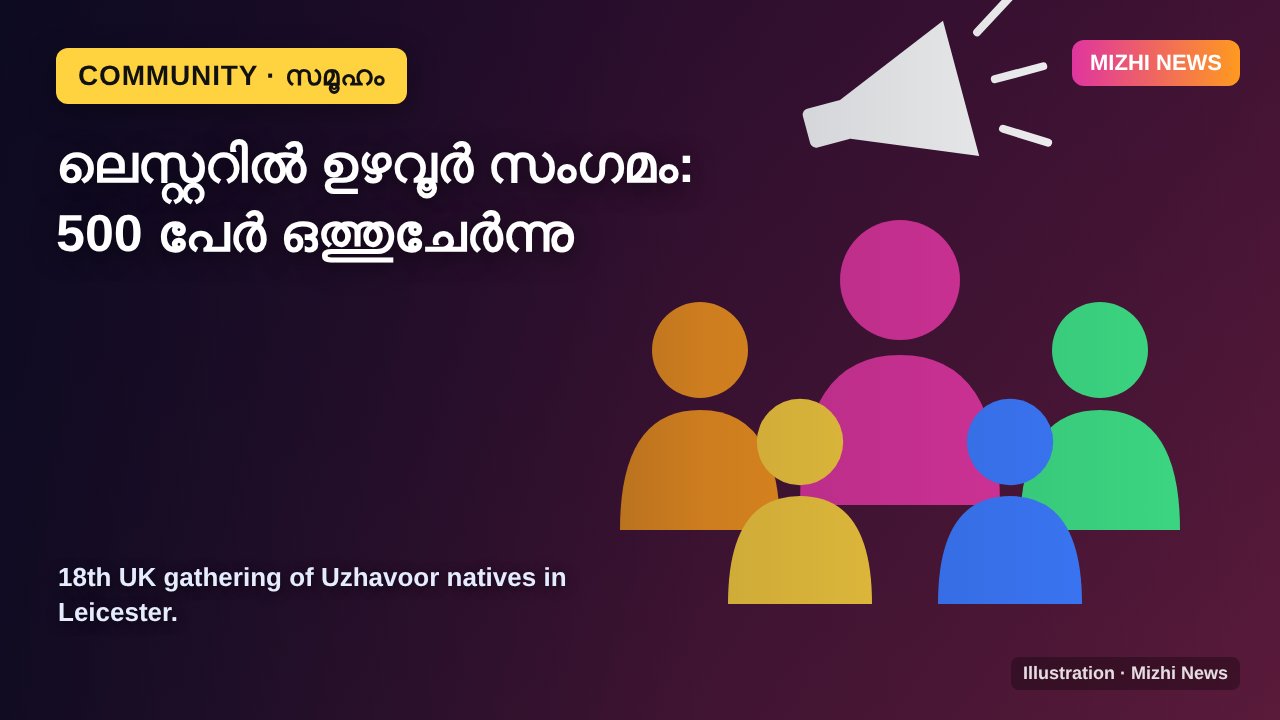 COMMUNITY · സമൂഹം
MIZHI NEWS
ലെസ്റ്ററിൽ ഉഴവൂർ സംഗമം:
500 പേർ ഒത്തുചേർന്നു
18th UK gathering of Uzhavoor natives in
Leicester.
Illustration · Mizhi News